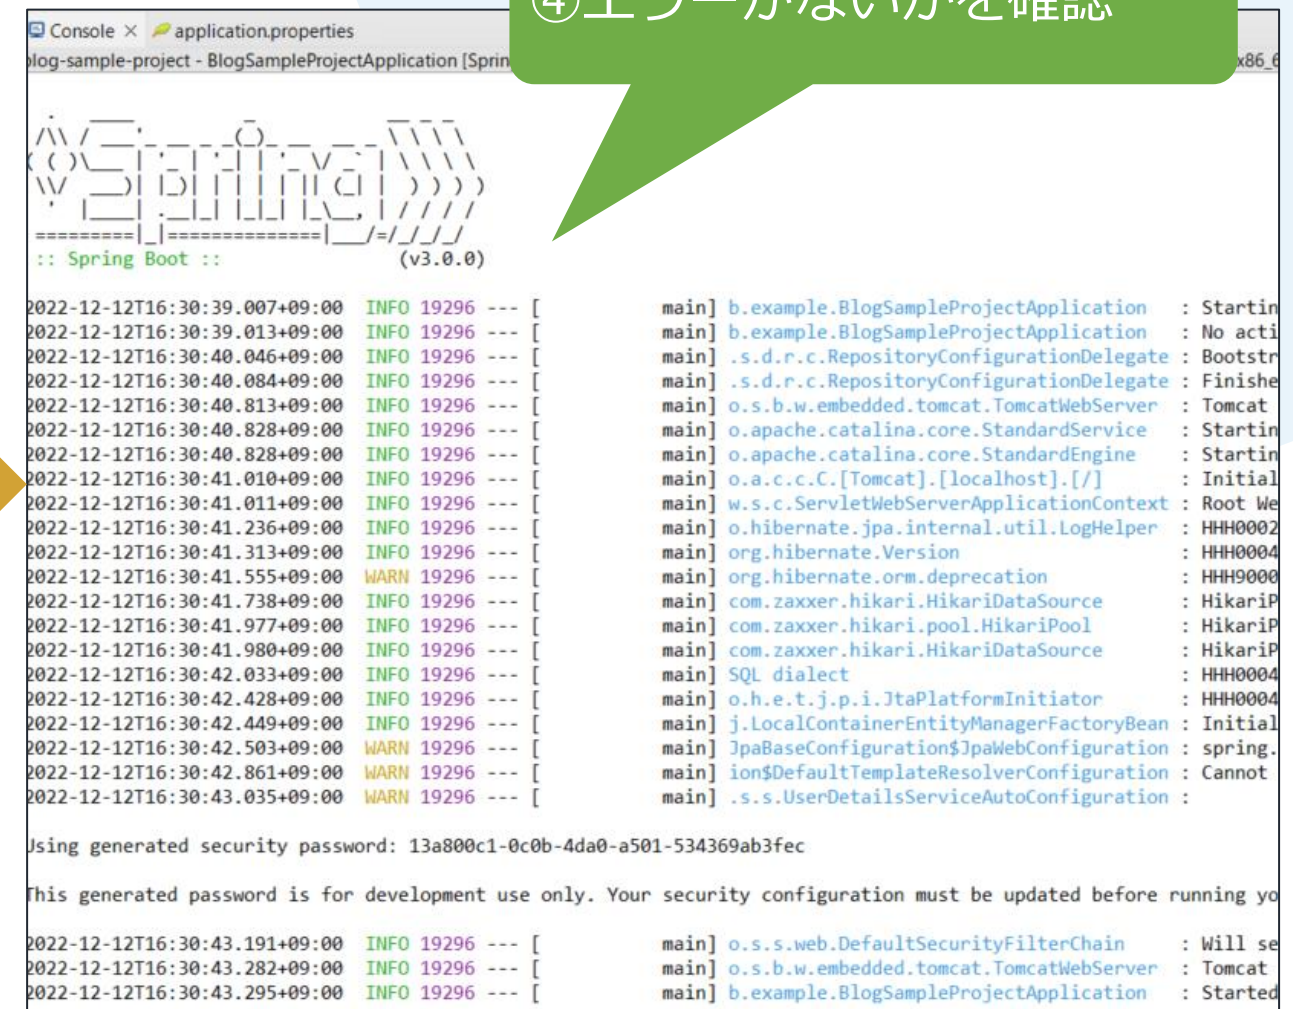 ④エラーがないかを確認
Console × application.properties
blog-sample-project - BlogSampleProjectApplication [Sprin
:: Spring Boot :: (v3.0.0)
2022-12-12T16:30:39.007+09:00 INFO 19296 --- [ main] b.example.BlogSampleProjectApplication : Startin
2022-12-12T16:30:39.013+09:00 INFO 19296 --- [ main] b.example.BlogSampleProjectApplication : No acti
2022-12-12T16:30:40.046+09:00 INFO 19296 --- [ main] .s.d.r.c.RepositoryConfigurationDelegate : Bootstr
2022-12-12T16:30:40.084+09:00 INFO 19296 --- [ main] .s.d.r.c.RepositoryConfigurationDelegate : Finishe
2022-12-12T16:30:40.813+09:00 INFO 19296 --- [ main] o.s.b.w.embedded.tomcat.TomcatWebServer : Tomcat
2022-12-12T16:30:40.828+09:00 INFO 19296 --- [ main] o.apache.catalina.core.StandardService : Startin
2022-12-12T16:30:40.828+09:00 INFO 19296 --- [ main] o.apache.catalina.core.StandardEngine : Startin
2022-12-12T16:30:41.010+09:00 INFO 19296 --- [ main] o.a.c.c.C.[Tomcat].[localhost].[/] : Initial
2022-12-12T16:30:41.011+09:00 INFO 19296 --- [ main] w.s.c.ServletWebServerApplicationContext : Root We
2022-12-12T16:30:41.236+09:00 INFO 19296 --- [ main] o.hibernate.jpa.internal.util.LogHelper : HHH0002
2022-12-12T16:30:41.313+09:00 INFO 19296 --- [ main] org.hibernate.Version : HHH0004
2022-12-12T16:30:41.555+09:00 WARN 19296 --- [ main] org.hibernate.orm.deprecation : HHH9000
2022-12-12T16:30:41.738+09:00 INFO 19296 --- [ main] com.zaxxer.hikari.HikariDataSource : HikariP
2022-12-12T16:30:41.977+09:00 INFO 19296 --- [ main] com.zaxxer.hikari.pool.HikariPool : HikariP
2022-12-12T16:30:41.980+09:00 INFO 19296 --- [ main] com.zaxxer.hikari.HikariDataSource : HikariP
2022-12-12T16:30:42.033+09:00 INFO 19296 --- [ main] SQL dialect : HHH0004
2022-12-12T16:30:42.428+09:00 INFO 19296 --- [ main] o.h.e.t.j.p.i.JtaPlatformInitiator : HHH0004
2022-12-12T16:30:42.449+09:00 INFO 19296 --- [ main] j.LocalContainerEntityManagerFactoryBean : Initial
2022-12-12T16:30:42.503+09:00 WARN 19296 --- [ main] JpaBaseConfiguration$JpaWebConfiguration : spring.
2022-12-12T16:30:42.861+09:00 WARN 19296 --- [ main] ion$DefaultTemplateResolverConfiguration : Cannot
2022-12-12T16:30:43.035+09:00 WARN 19296 --- [ main] .s.s.UserDetailsServiceAutoConfiguration :
Using generated security password: 13a800c1-0c0b-4da0-a501-534369ab3fec
This generated password is for development use only. Your security configuration must be updated before running yo
2022-12-12T16:30:43.191+09:00 INFO 19296 --- [ main] o.s.s.web.DefaultSecurityFilterChain : Will se
2022-12-12T16:30:43.282+09:00 INFO 19296 --- [ main] o.s.b.w.embedded.tomcat.TomcatWebServer : Tomcat
2022-12-12T16:30:43.295+09:00 INFO 19296 --- [ main] b.example.BlogSampleProjectApplication : Started